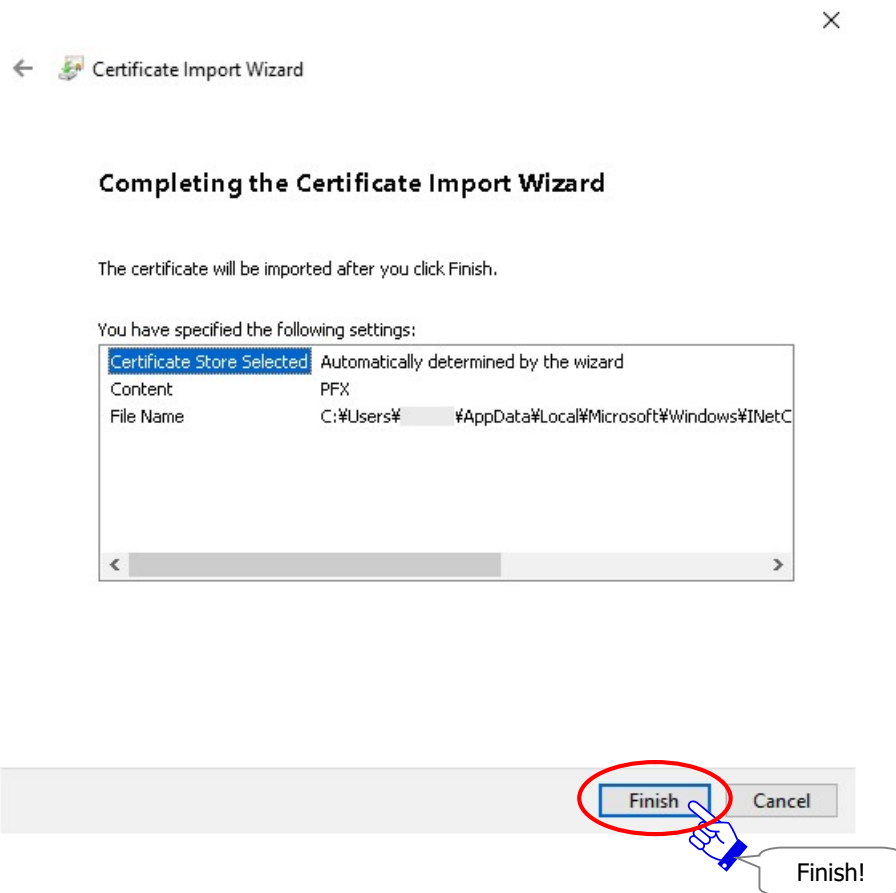 Certificate Import Wizard
Completing the Certificate Import Wizard
The certificate will be imported after you click Finish.
You have specified the following settings:
Certificate Store Selected Automatically determined by the wizard
Content PFX
File Name C:¥Users¥ ¥AppData¥Local¥Microsoft¥Windows¥INetC
Finish Cancel
Finish!